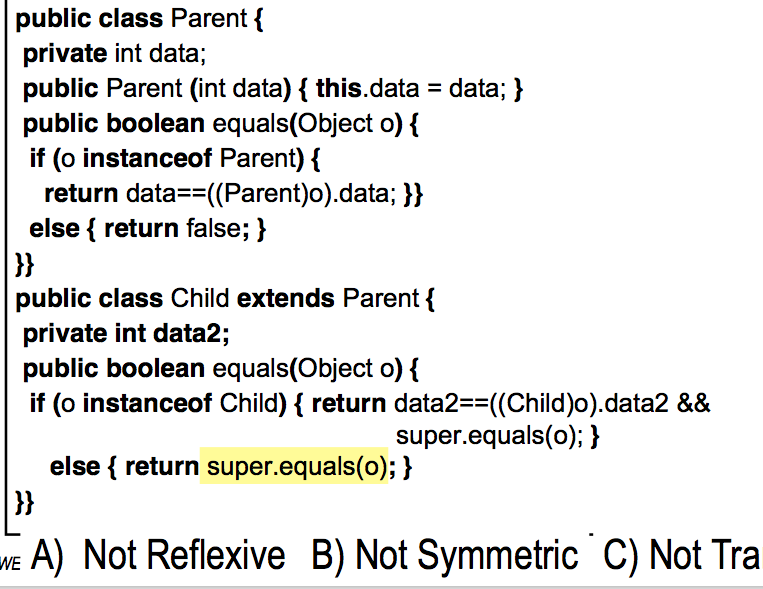 public class Parent {
private int data;
public Parent (int data) { this.data = data; }
public boolean equals(Object o) {
if (o instanceof Parent) {
return data==((Parent)o).data; }}
else { return false; }
}}
public class Child extends Parent {
private int data2;
public boolean equals(Object o) {
if (o instanceof Child) { return data2==((Child)o).data2 &&
super.equals(o); }
else { return super.equals(o); }
}}
WE A) Not Reflexive B) Not Symmetric C) Not Tra